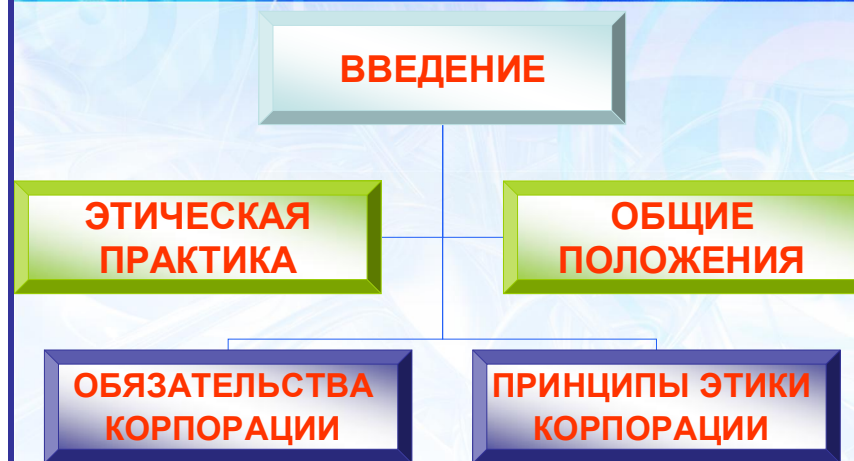 ВВЕДЕНИЕ
ЭТИЧЕСКАЯ
ПРАКТИКА
ОБЩИЕ
ПОЛОЖЕНИЯ
ОБЯЗАТЕЛЬСТВА
КОРПОРАЦИИ
ПРИНЦИПЫ ЭТИКИ
КОРПОРАЦИИ